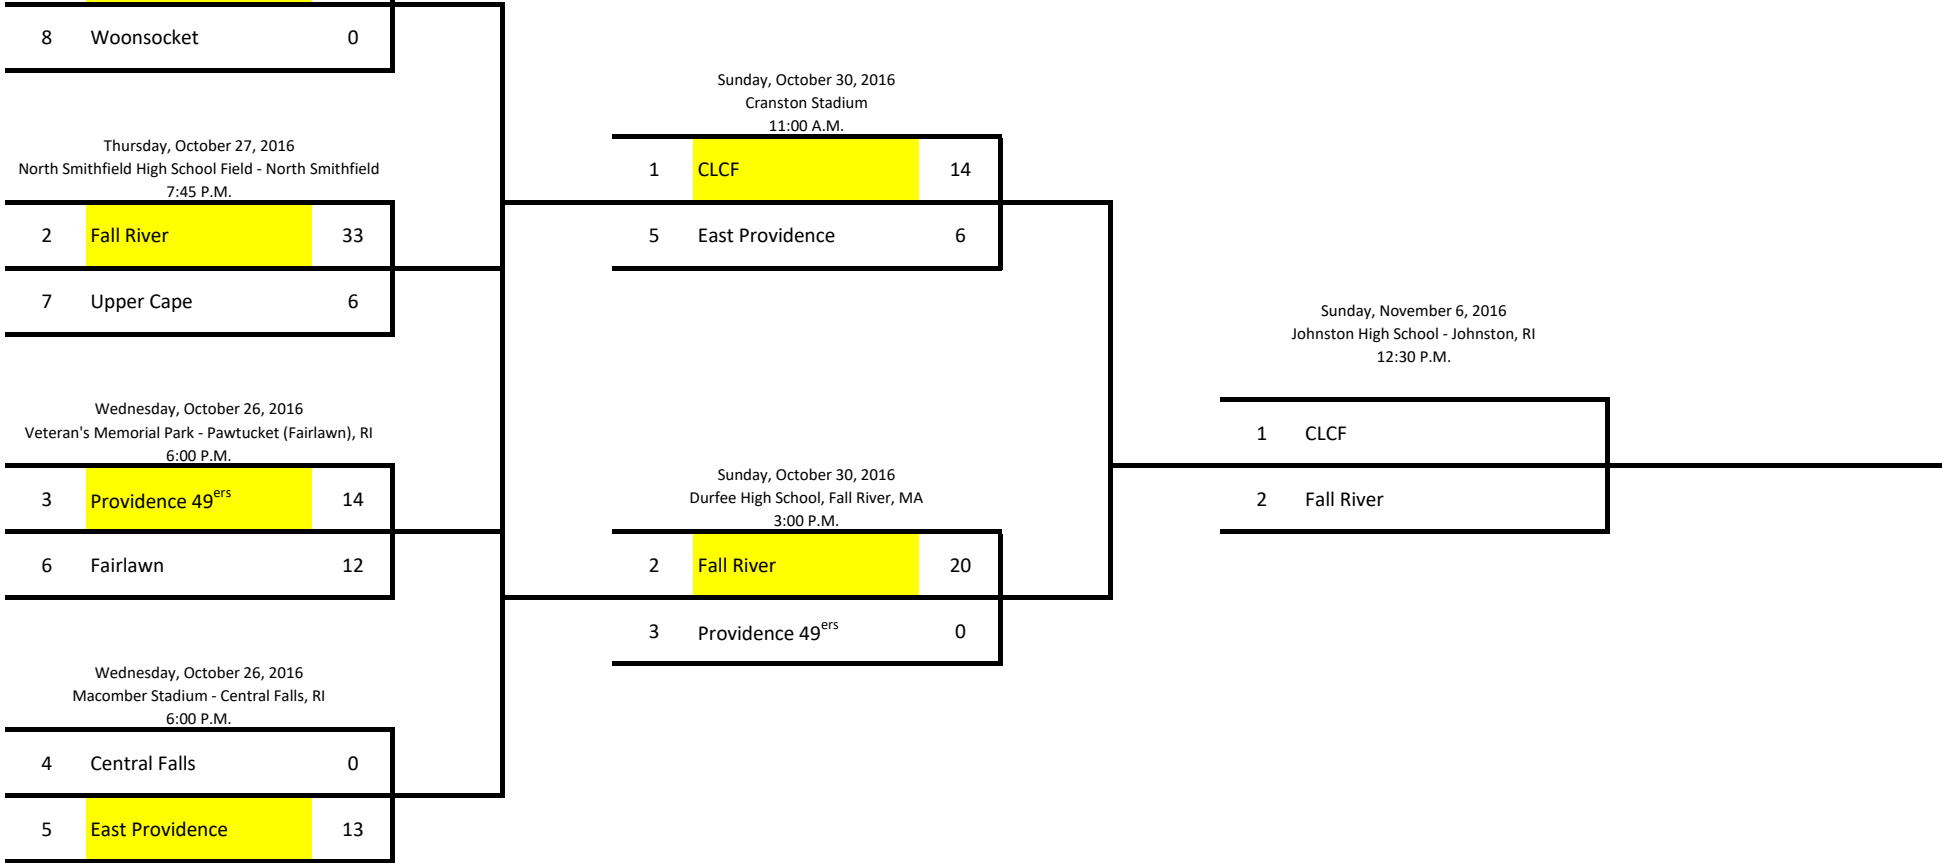 8 Woonsocket 0
Thursday, October 27, 2016
North Smithfield High School Field - North Smithfield
7:45 P.M.
2 Fall River 33
7 Upper Cape 6
Wednesday, October 26, 2016
Veteran's Memorial Park - Pawtucket (Fairlawn), RI
6:00 P.M.
3 Providence 49ers 14
6 Fairlawn 12
Wednesday, October 26, 2016
Macomber Stadium - Central Falls, RI
6:00 P.M.
4 Central Falls 0
5 East Providence 13
Sunday, October 30, 2016
Cranston Stadium
11:00 A.M.
1 CLCF 14
5 East Providence 6
Sunday, October 30, 2016
Durfee High School, Fall River, MA
3:00 P.M.
2 Fall River 20
3 Providence 49ers 0
Sunday, November 6, 2016
Johnston High School - Johnston, RI
12:30 P.M.
1 CLCF
2 Fall River